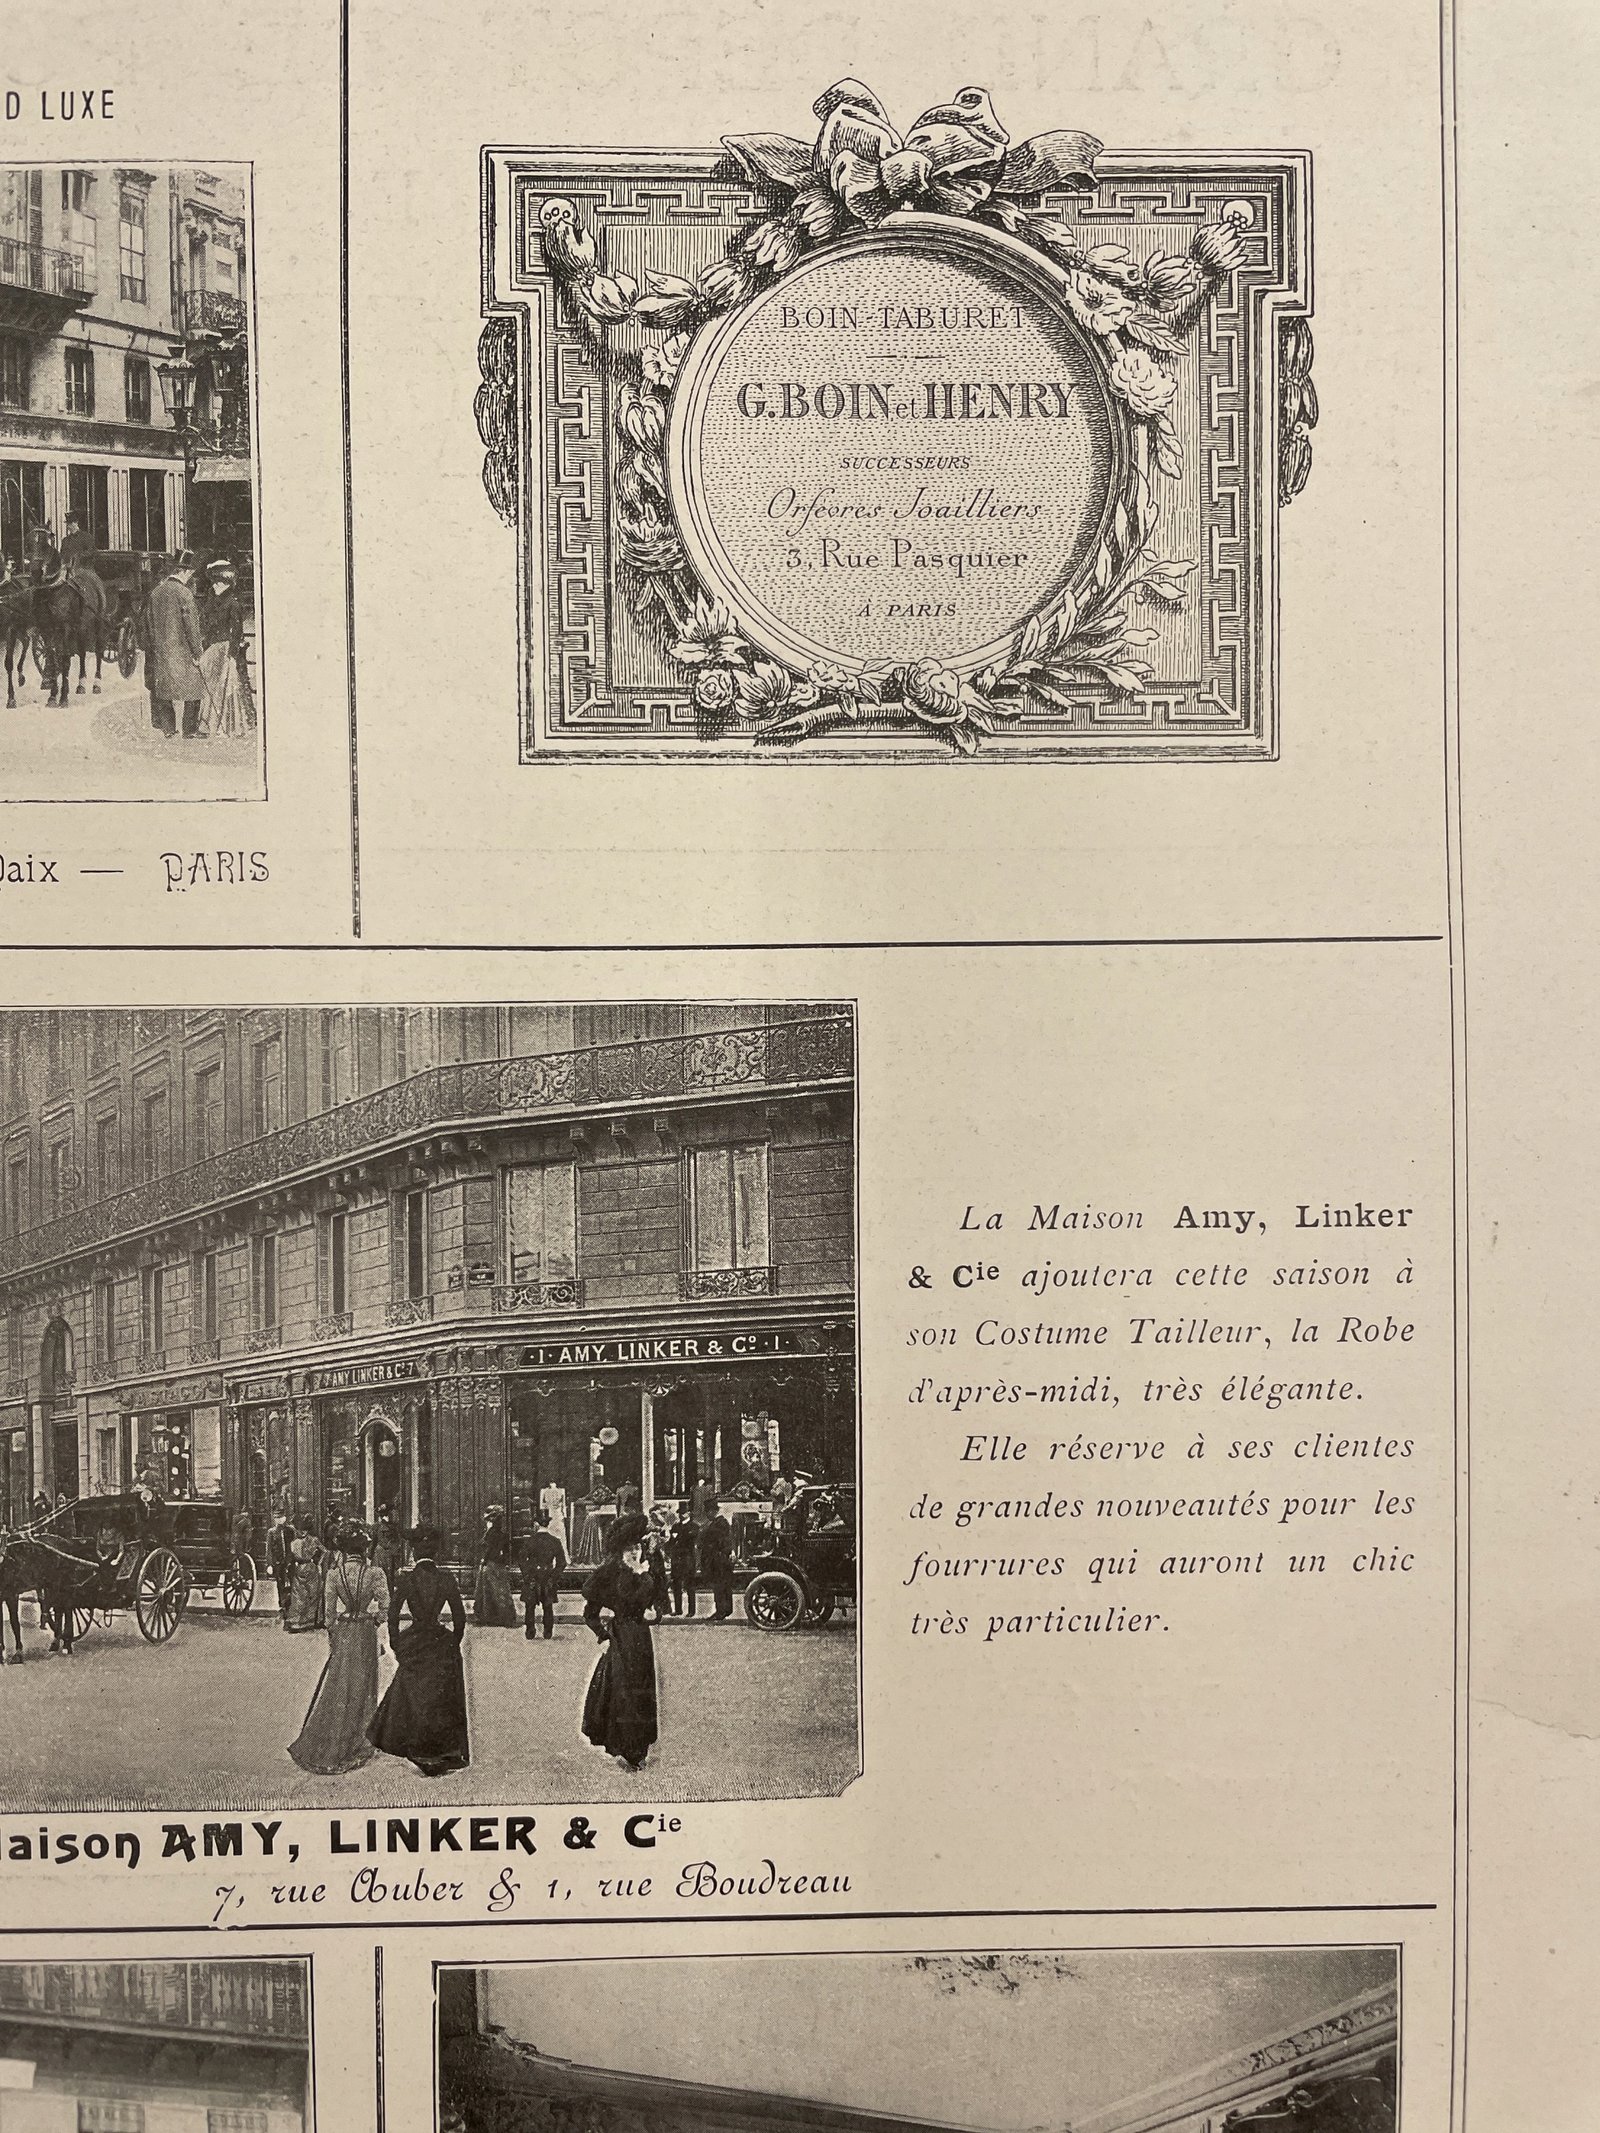 D LUXE
BOIN-TABURET
G. BOIN et HENRY
SUCCESSEURS
Orfèvres Joailliers
3, Rue Pasquier
À PARIS
Paix — PARIS
·1· AMY, LINKER & Cº ·1·
7 AMY LINKER & Cº 7
La Maison Amy, Linker
& Cie ajoutera cette saison à
son Costume Tailleur, la Robe
d'après-midi, très élégante.
Elle réserve à ses clientes
de grandes nouveautés pour les
fourrures qui auront un chic
très particulier.
Maison AMY, LINKER & Cie
7, rue Auber & 1, rue Boudreau